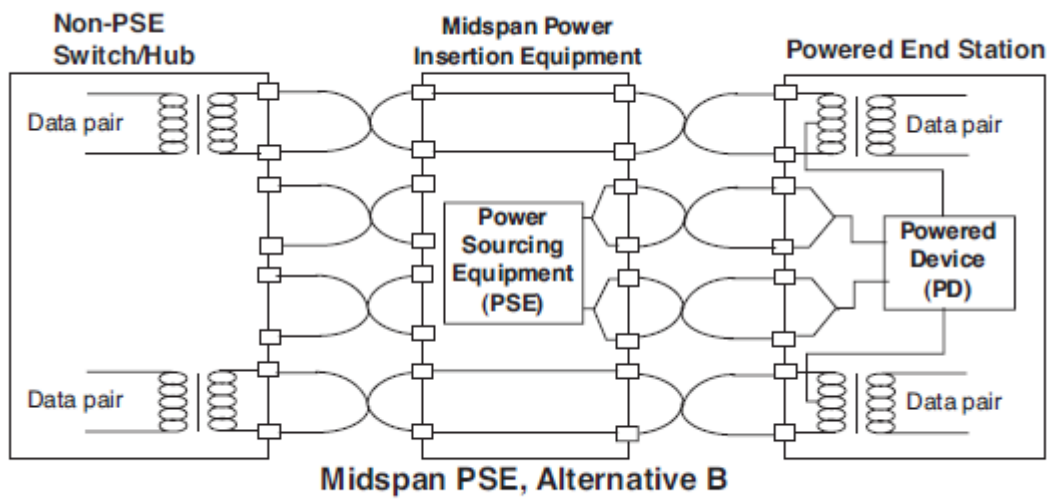 Non-PSE
Switch/Hub
Midspan Power
Insertion Equipment
Powered End Station
Data pair
Data pair
Power
Sourcing
Equipment
(PSE)
Powered
Device
(PD)
Data pair
Data pair
Midspan PSE, Alternative B